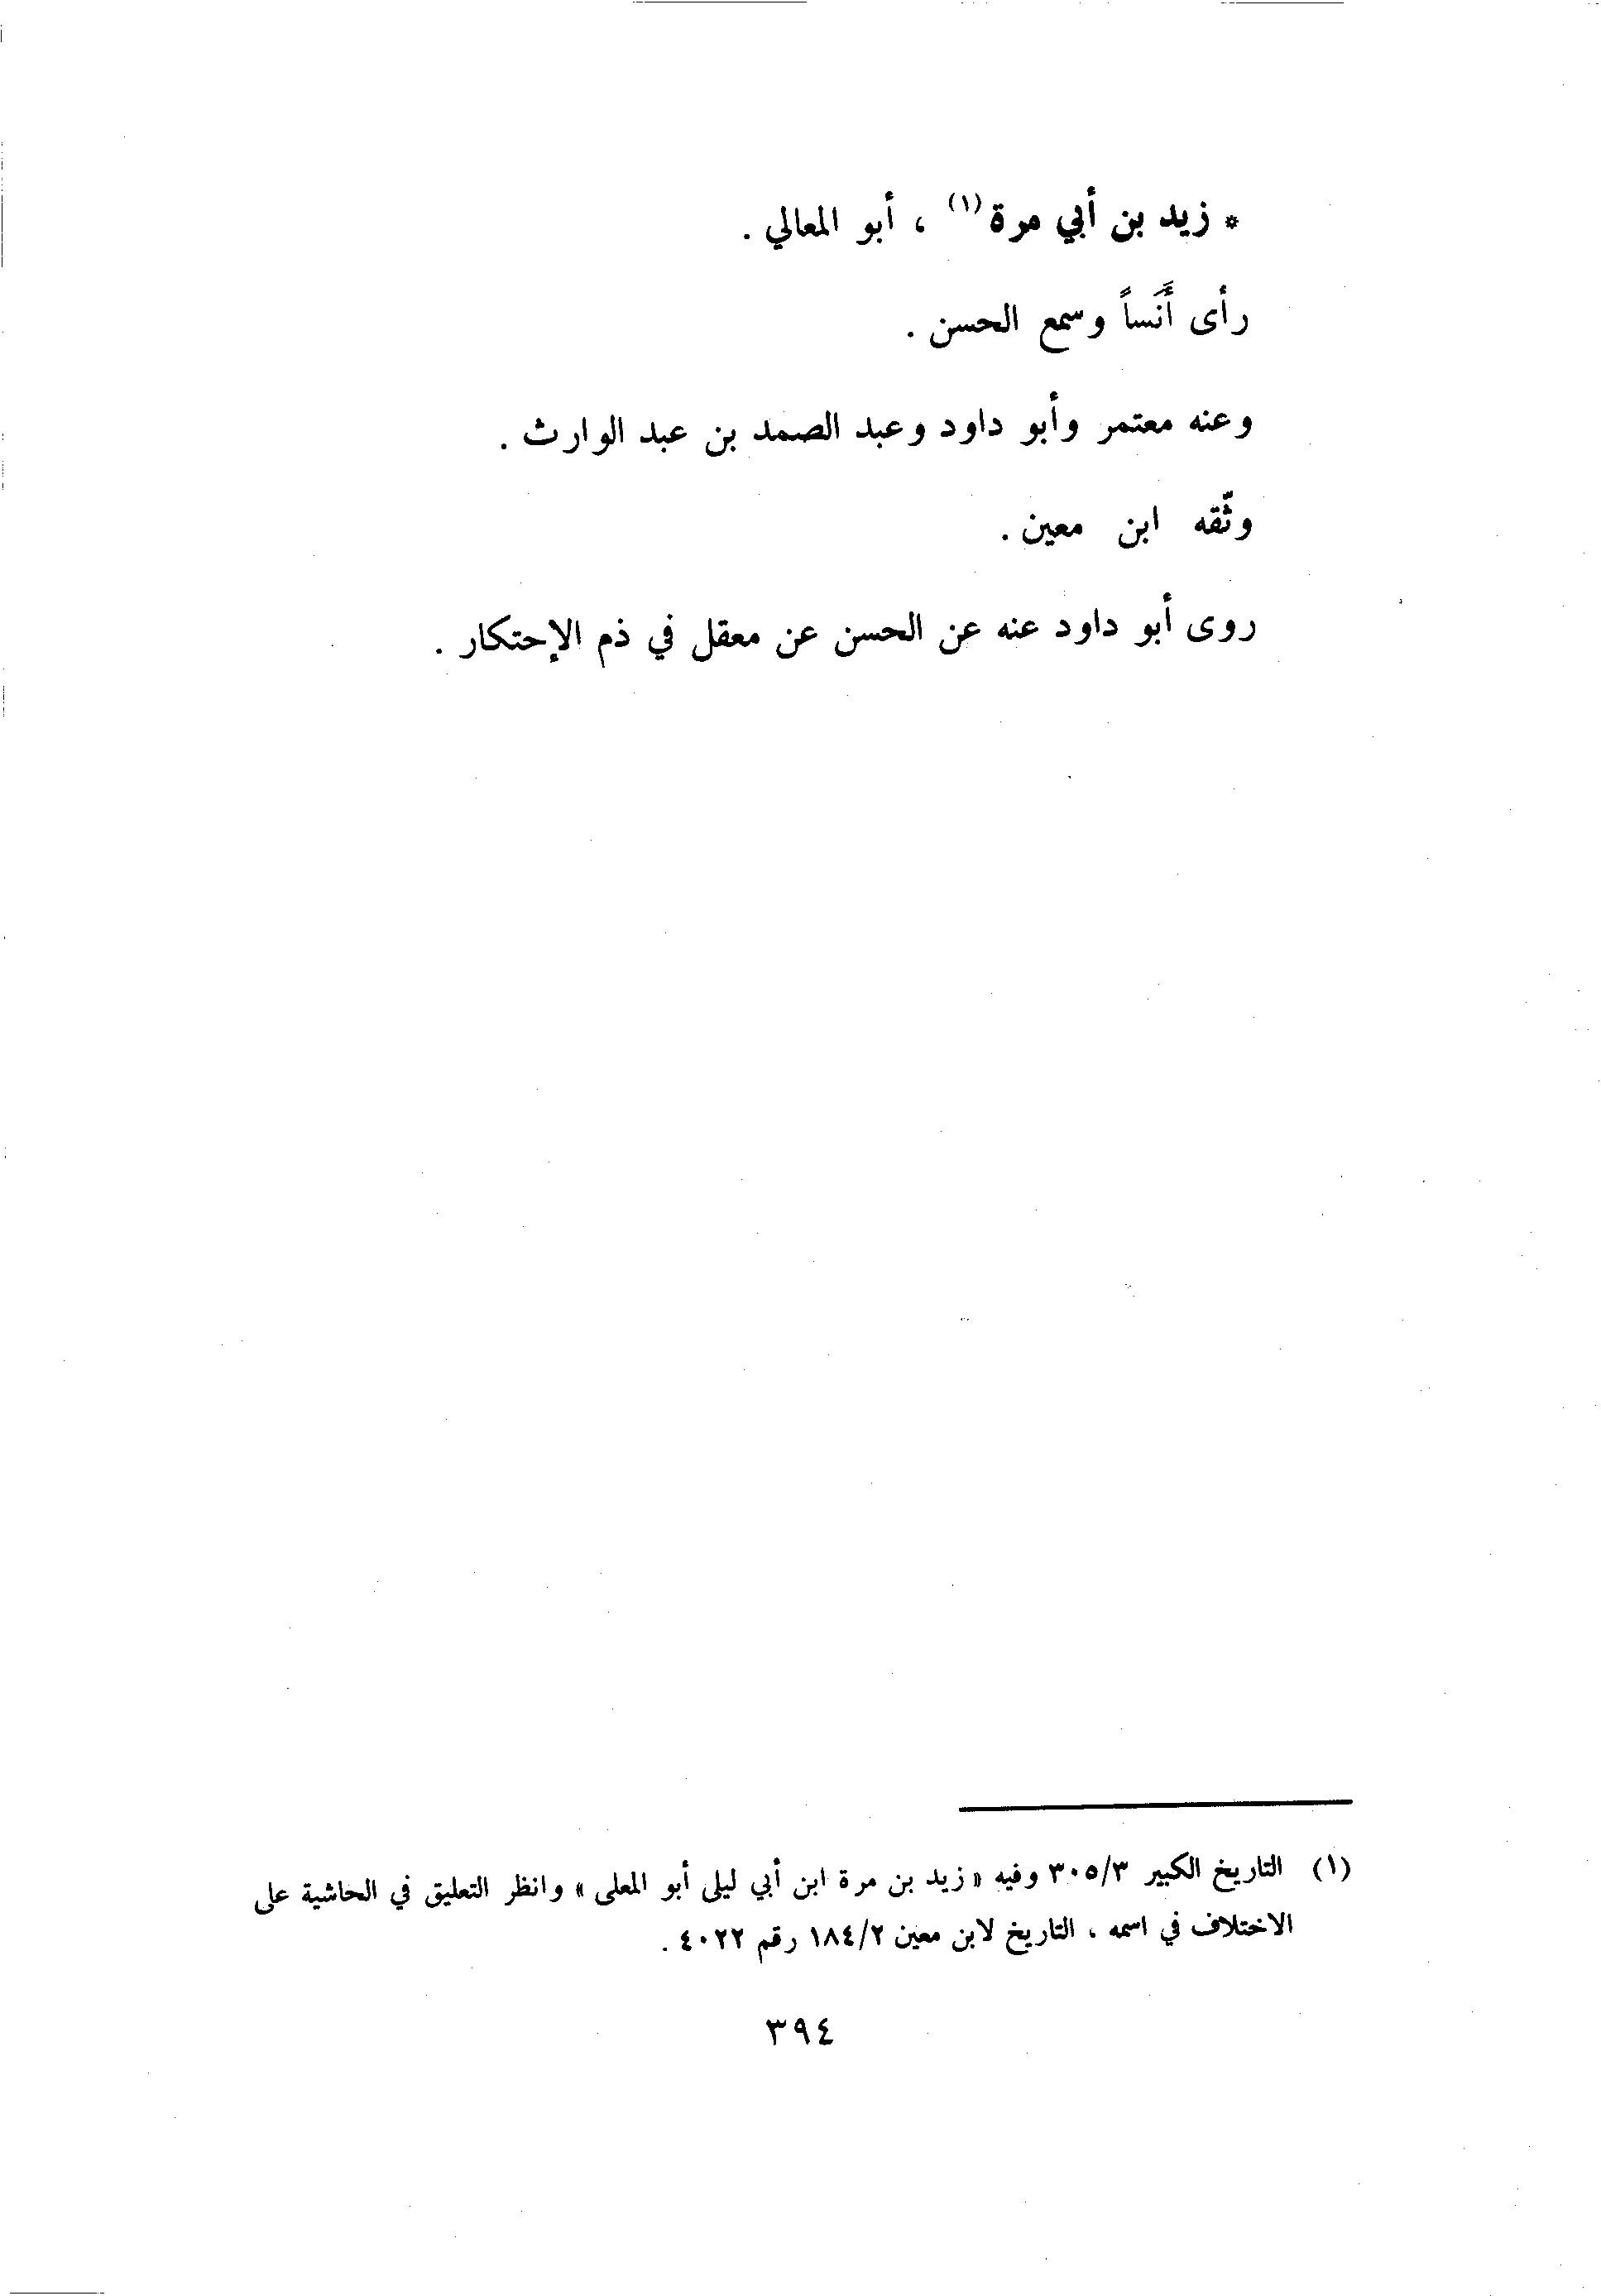 * زيد بن أبي مرة(١) ، أبو المعالي .
رأى أَنَساً وسمع الحسن .
وعنه معتمر وأبو داود وعبد الصمد بن عبد الوارث .
وثّقه ابن معين .
روى أبو داود عنه عن الحسن عن معقل في ذم الإحتكار .
(١) التاريخ الكبير ٣٠٥/٣ وفيه « زيد بن مرة ابن أبي ليلى أبو المعلى » وانظر التعليق في الحاشية على
الاختلاف في اسمه ، التاريخ لابن معين ١٨٤/٢ رقم ٤٠٢٢ .
٣٩٤